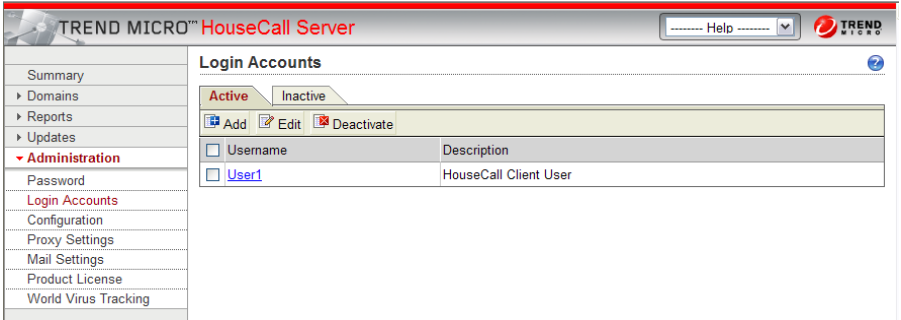 TREND MICRO™ HouseCall Server
-------- Help --------
TREND
MICRO
Summary
Domains
Reports
Updates
Administration
Password
Login Accounts
Configuration
Proxy Settings
Mail Settings
Product License
World Virus Tracking
Login Accounts
?
Active Inactive
Add Edit Deactivate
Username Description
User1 HouseCall Client User